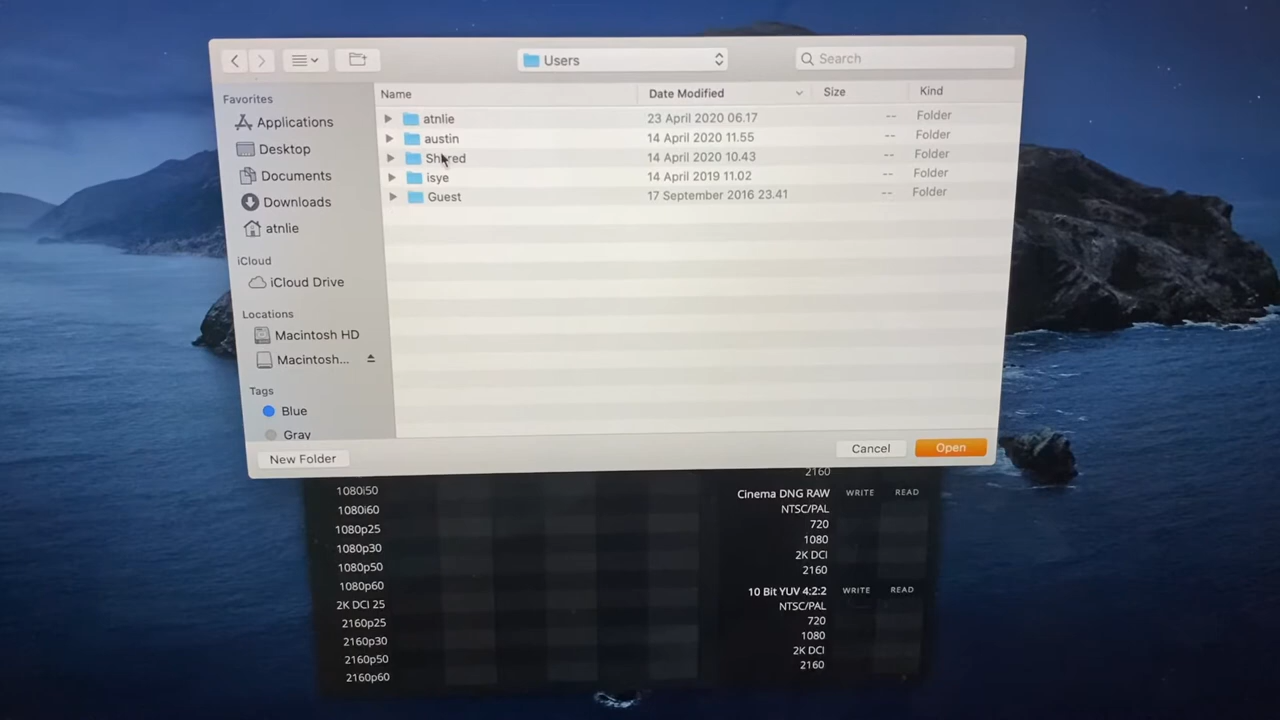 Users
Search
Favorites
Applications
Desktop
Documents
Downloads
atnlie
iCloud
iCloud Drive
Locations
Macintosh HD
Macintosh...
Tags
Blue
Gray
Name Date Modified Size Kind
atnlie 23 April 2020 06.17 -- Folder
austin 14 April 2020 11.55 -- Folder
Shared 14 April 2020 10.43 -- Folder
isye 14 April 2019 11.02 -- Folder
Guest 17 September 2016 23.41 -- Folder
New Folder
Cancel
Open
1080i50
1080i60
1080p25
1080p30
1080p50
1080p60
2K DCI 25
2160p25
2160p30
2160p50
2160p60
2160
Cinema DNG RAW WRITE READ
NTSC/PAL
720
1080
2K DCI
2160
10 Bit YUV 4:2:2 WRITE READ
NTSC/PAL
720
1080
2K DCI
2160